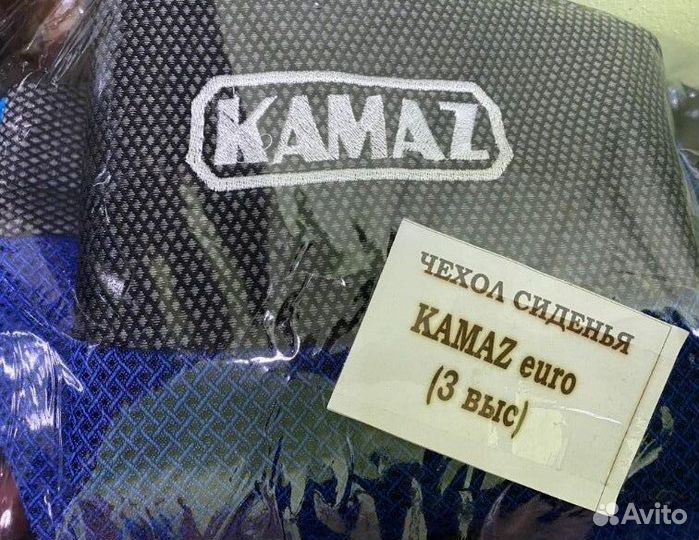 KAMAZ
ЧЕХОЛ СИДЕНЬЯ
KAMAZ euro
(3 выс)
Avito